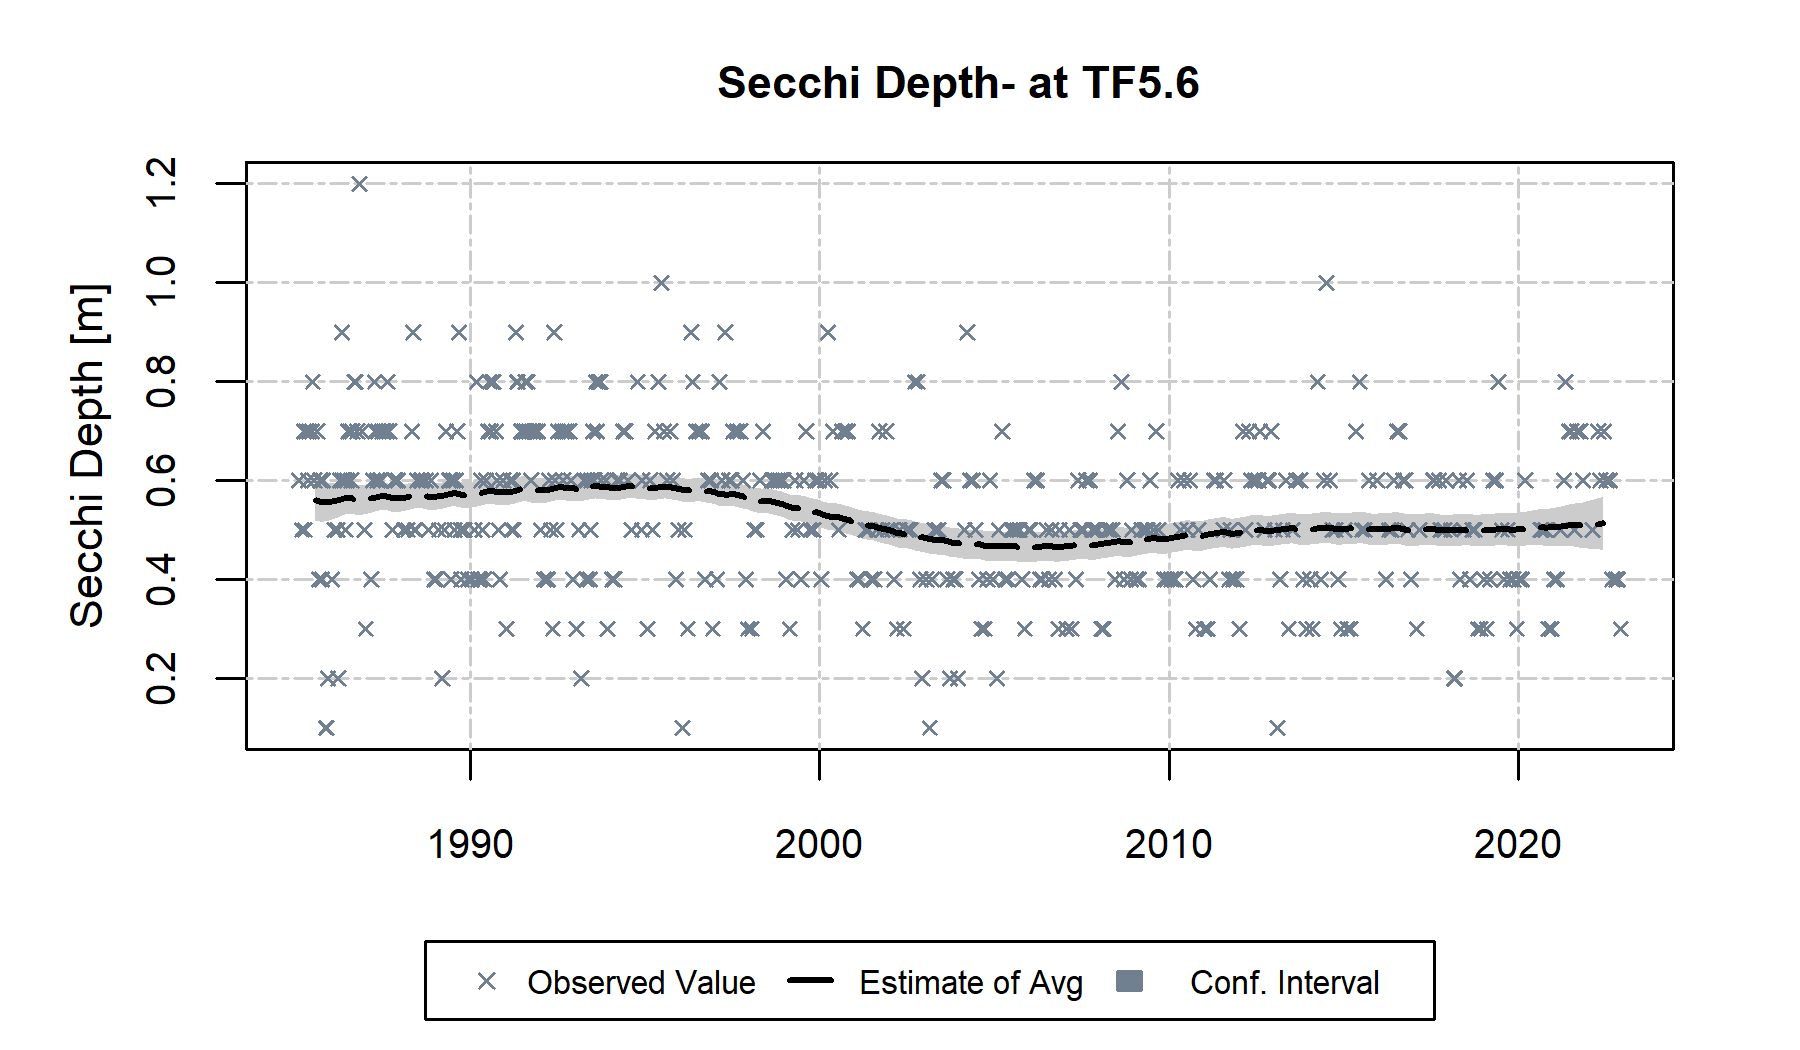 Secchi Depth- at TF5.6
Secchi Depth [m]
1.2
1.0
0.8
0.6
0.4
0.2
1990 2000 2010 2020
Observed Value Estimate of Avg Conf. Interval